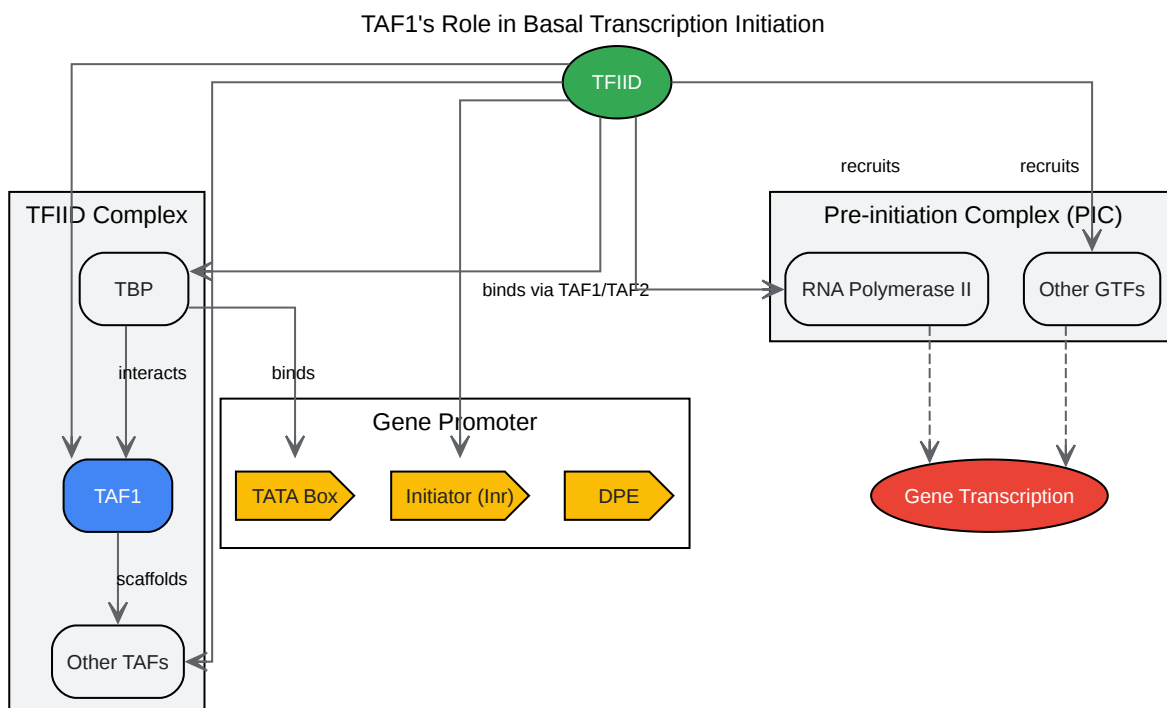 TAF1's Role in Basal Transcription Initiation
TFIID
recruits
recruits
TFIID Complex
Pre-initiation Complex (PIC)
TBP
binds via TAF1/TAF2
RNA Polymerase II
Other GTFs
interacts
binds
Gene Promoter
TAF1
TATA Box
Initiator (Inr)
DPE
Gene Transcription
scaffolds
Other TAFs